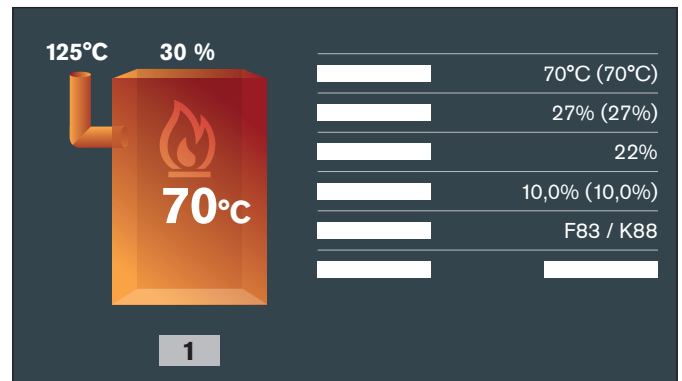 125°C 30 %
70°C (70°C)
27% (27%)
22%
10,0% (10,0%)
F83 / K88
70°C
1